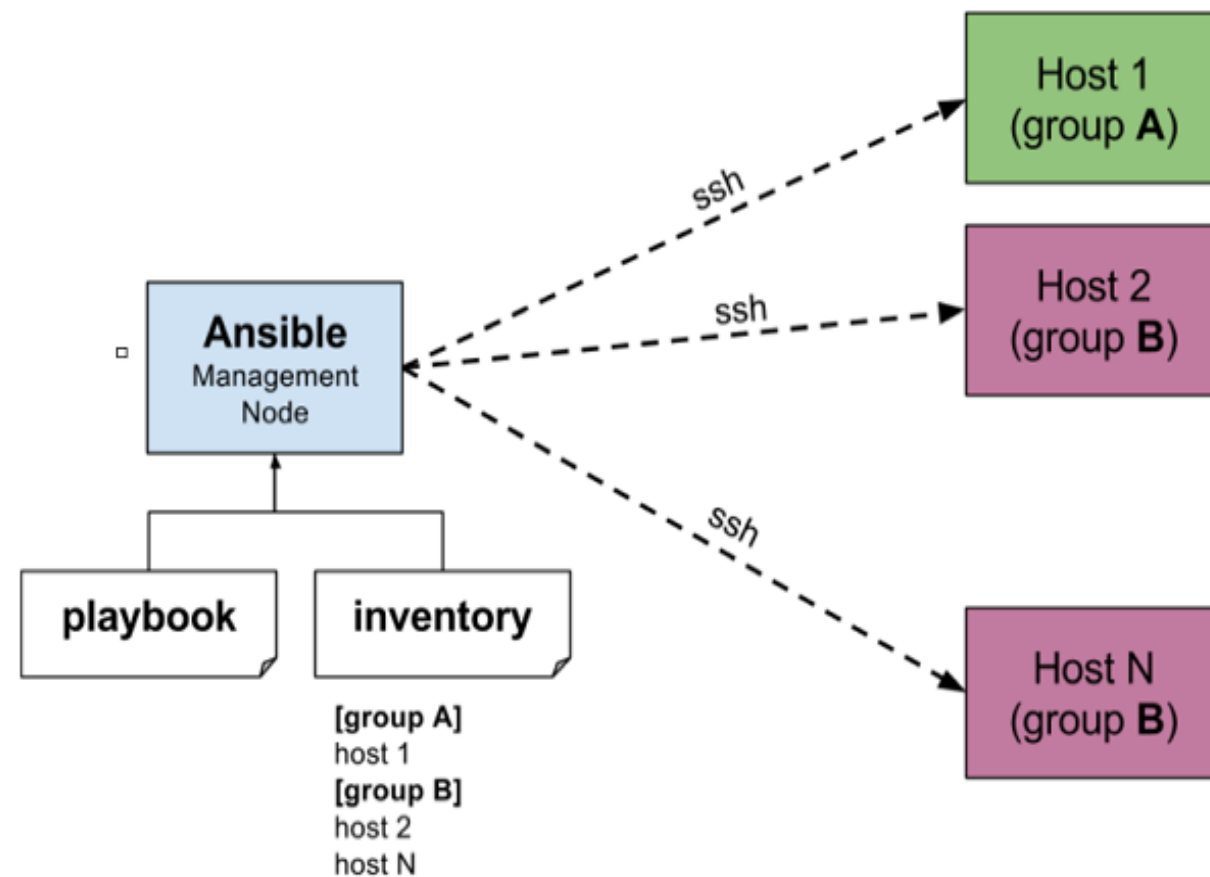 Host 1
(group A)
ssh
Host 2
(group B)
ssh
Ansible
Management
Node
ssh
playbook
inventory
Host N
(group B)
[group A]
host 1
[group B]
host 2
host N